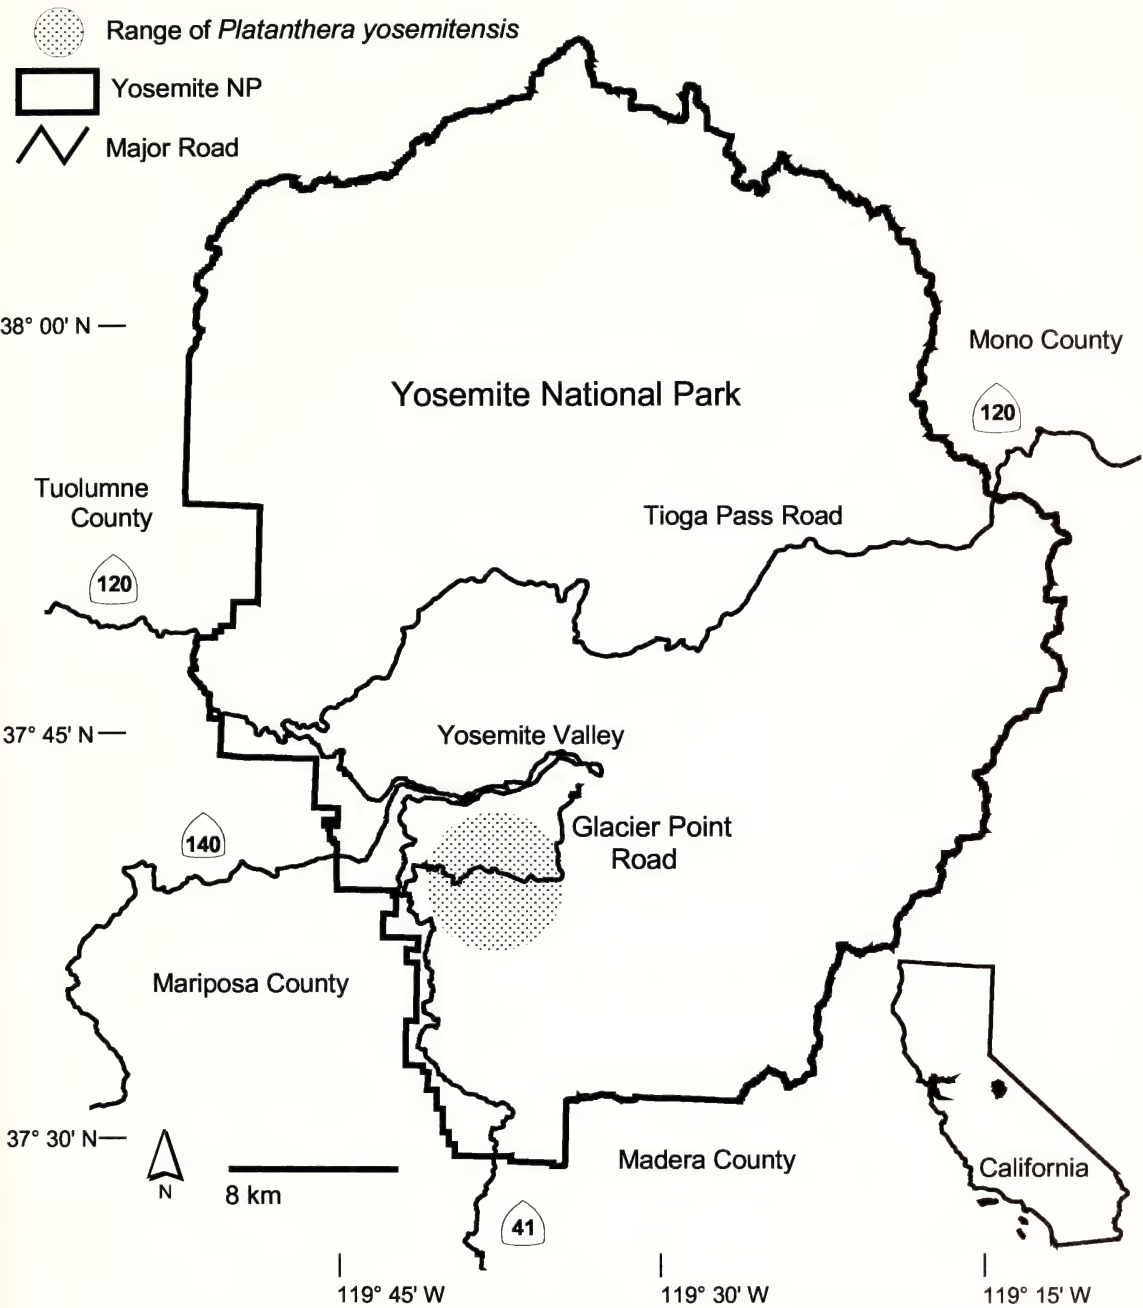 Range of Platanthera yosemitensis
Yosemite NP
Major Road
38° 00' N
Mono County
120
Yosemite National Park
Tuolumne
County
120
Tioga Pass Road
37° 45' N
Yosemite Valley
140
Glacier Point
Road
Mariposa County
37° 30' N
N
8 km
Madera County
California
41
119° 45' W
119° 30' W
119° 15' W